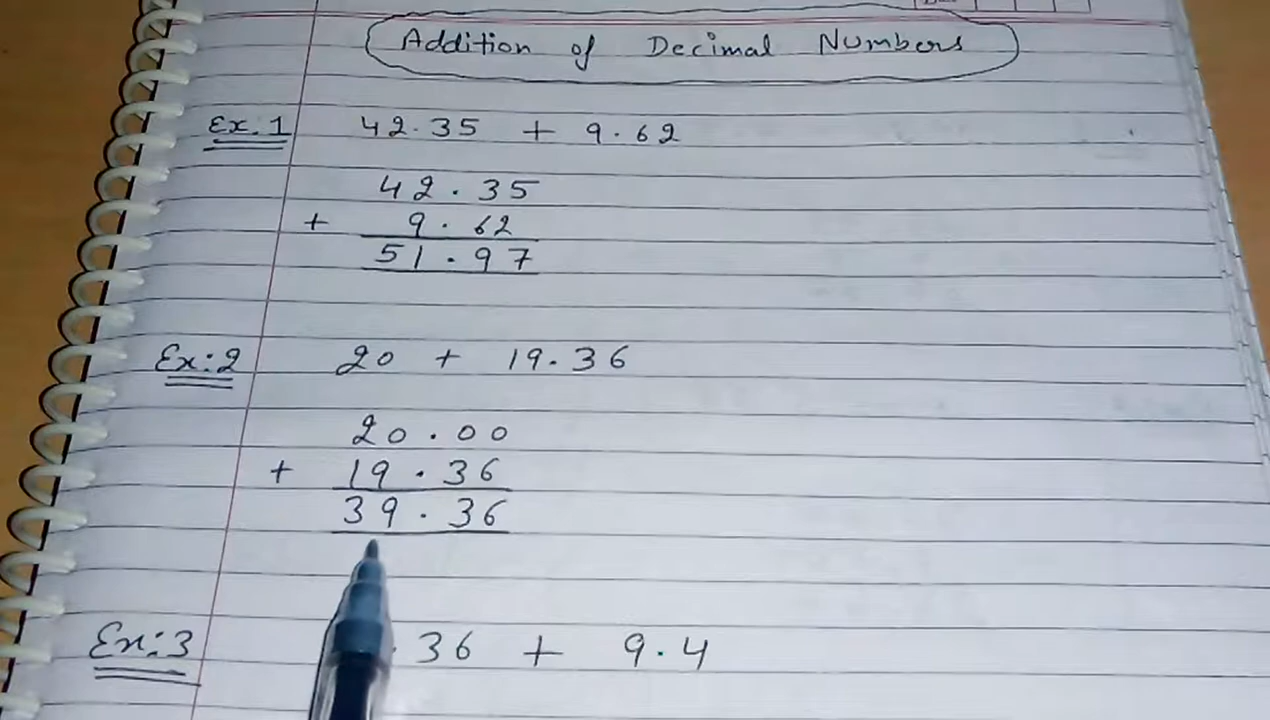 Addition of Decimal Numbers
Ex. 1 42.35 + 9.62
42.35
+ 9.62
51.97
Ex:2 20 + 19.36
20.00
+ 19.36
39.36
Ex:3 .36 + 9.4